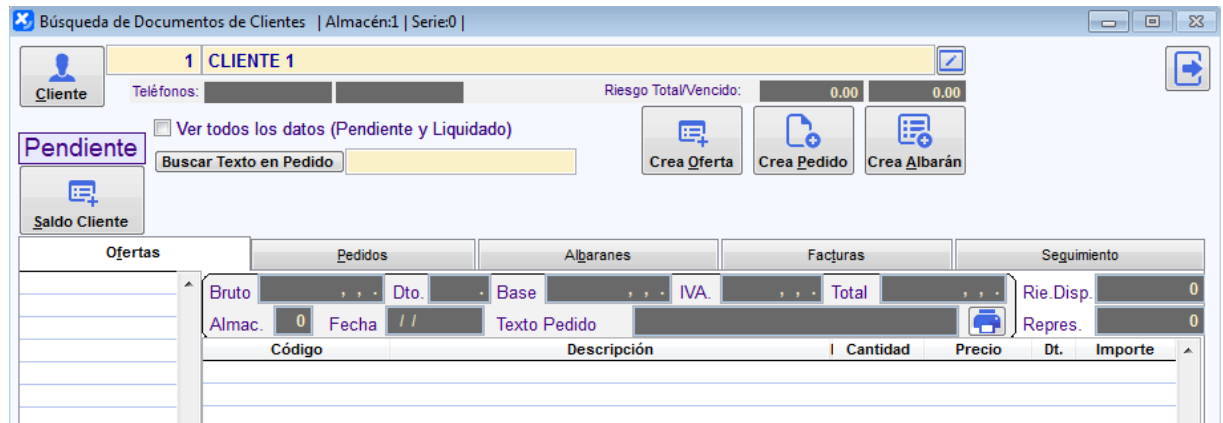 Búsqueda de Documentos de Clientes | Almacén:1 | Serie:0 |
1 CLIENTE 1
Cliente
Teléfonos:
Riesgo Total/Vencido: 0.00 0.00
Pendiente
Ver todos los datos (Pendiente y Liquidado)
Buscar Texto en Pedido
Crea Oferta
Crea Pedido
Crea Albarán
Saldo Cliente
Ofertas Pedidos Albaranes Facturas Seguimiento
Bruto , , . Dto. . Base , , . IVA. , , . Total , , . Rie.Disp. 0
Almac. 0 Fecha / / Texto Pedido Repres. 0
Código Descripción Cantidad Precio Dt. Importe